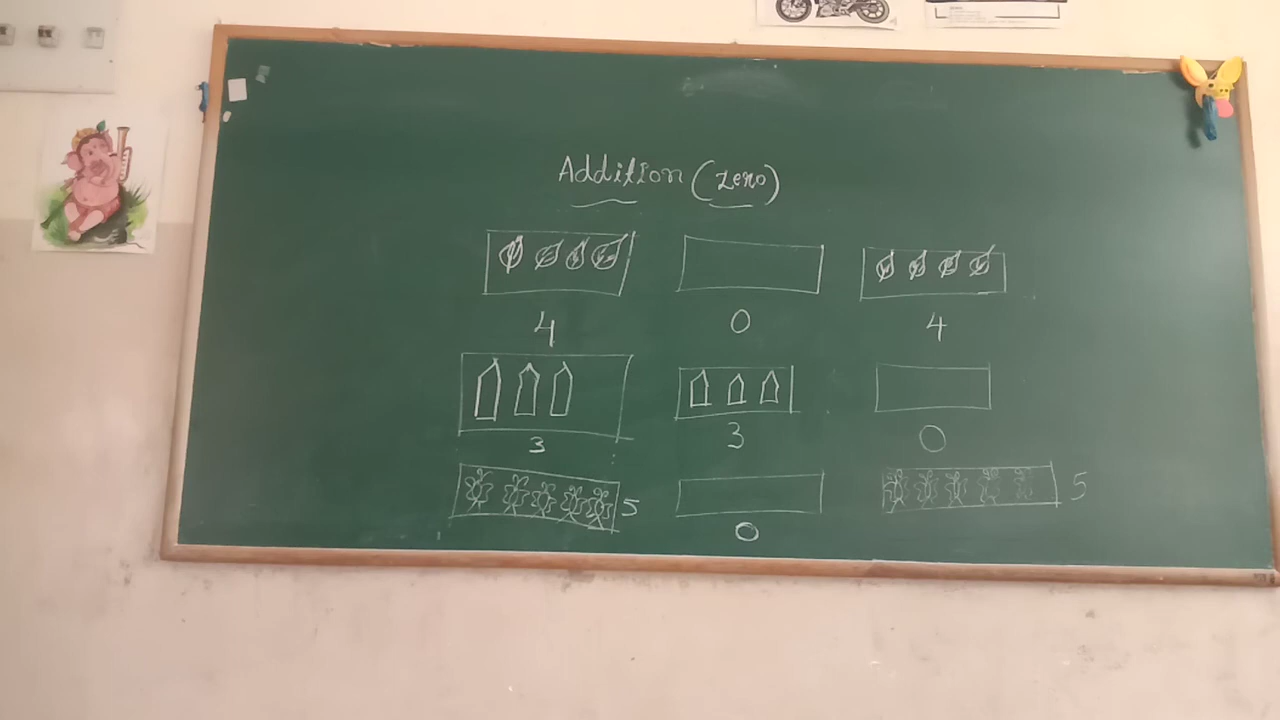 Addition (zero)
4 0 4
3 3 0
5 0 5